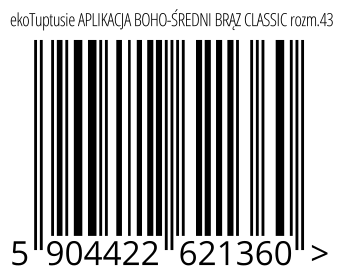 ekoTuptusie APLIKACJA BOHO-ŚREDNI BRĄZ CLASSIC rozm.43
5 904422 621360 >